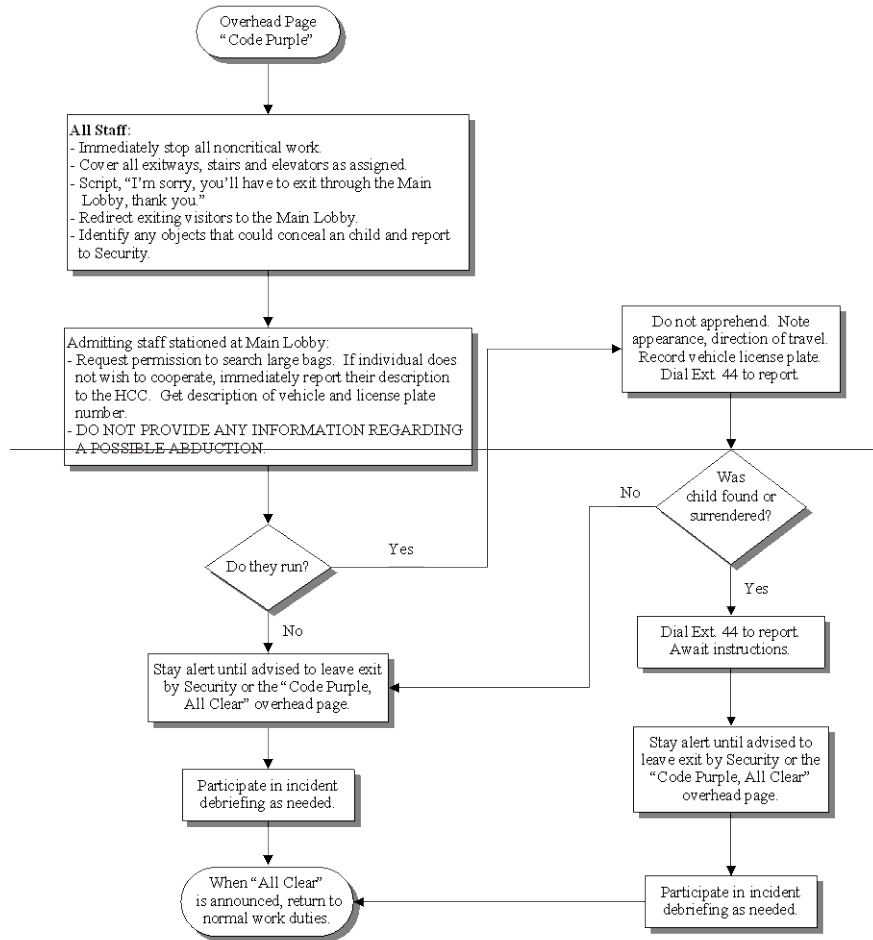 Overhead Page
“Code Purple”
All Staff:
- Immediately stop all noncritical work.
- Cover all exitways, stairs and elevators as assigned.
- Script, “I’m sorry, you’ll have to exit through the Main
Lobby, thank you.”
- Redirect exiting visitors to the Main Lobby.
- Identify any objects that could conceal an child and report
to Security.
Admitting staff stationed at Main Lobby:
- Request permission to search large bags. If individual does
not wish to cooperate, immediately report their description
to the HCC. Get description of vehicle and license plate
number.
- DO NOT PROVIDE ANY INFORMATION REGARDING
A POSSIBLE ABDUCTION.
Do not apprehend. Note
appearance, direction of travel.
Record vehicle license plate.
Dial Ext. 44 to report.
Was
child found or
surrendered?
No
Yes
Do they run?
Yes
No
Dial Ext. 44 to report.
Await instructions.
Stay alert until advised to leave exit
by Security or the “Code Purple,
All Clear” overhead page.
Stay alert until advised to
leave exit by Security or the
“Code Purple, All Clear”
overhead page.
Participate in incident
debriefing as needed.
When “All Clear”
is announced, return to
normal work duties.
Participate in incident
debriefing as needed.